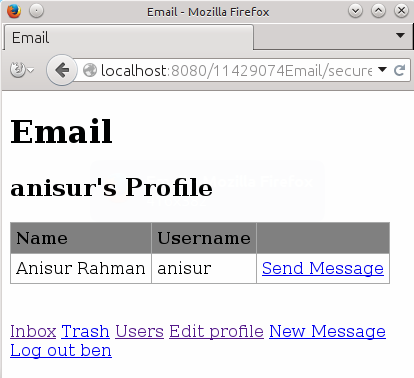 Email - Mozilla Firefox
Email
localhost:8080/11429074Email/secure
Email
anisur's Profile
Name Username
Anisur Rahman anisur Send Message
Inbox Trash Users Edit profile New Message
Log out ben